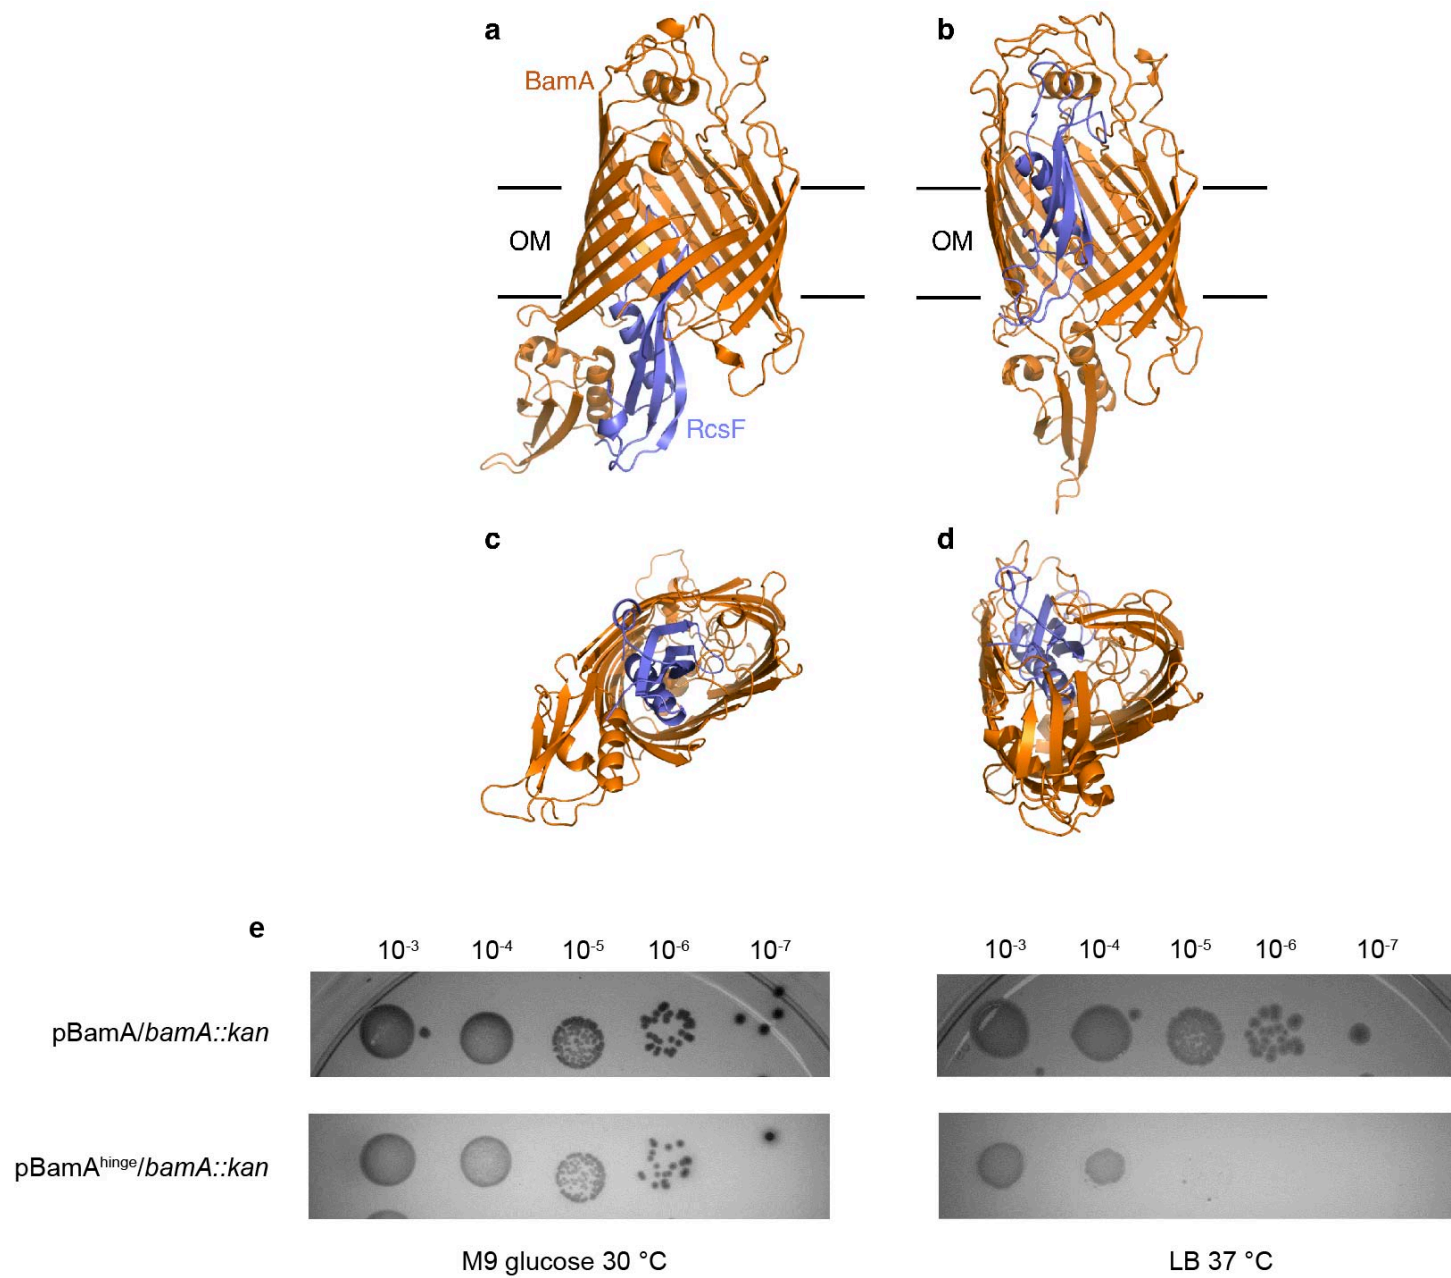 a
b
BamA
OM
OM
RcsF
c
d
e
10-3 10-4 10-5 10-6 10-7
10-3 10-4 10-5 10-6 10-7
pBamA/bamA::kan
pBamAhinge/bamA::kan
M9 glucose 30 °C
LB 37 °C